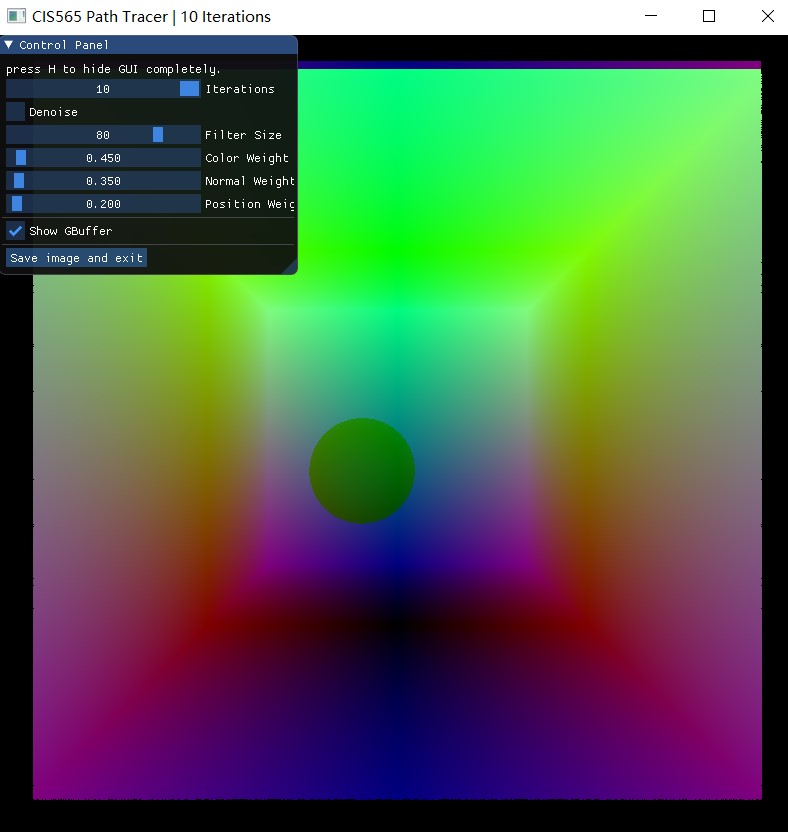 CIS565 Path Tracer | 10 Iterations
Control Panel
press H to hide GUI completely.
10 Iterations
Denoise
80 Filter Size
0.450 Color Weight
0.350 Normal Weight
0.200 Position Weig
Show GBuffer
Save image and exit